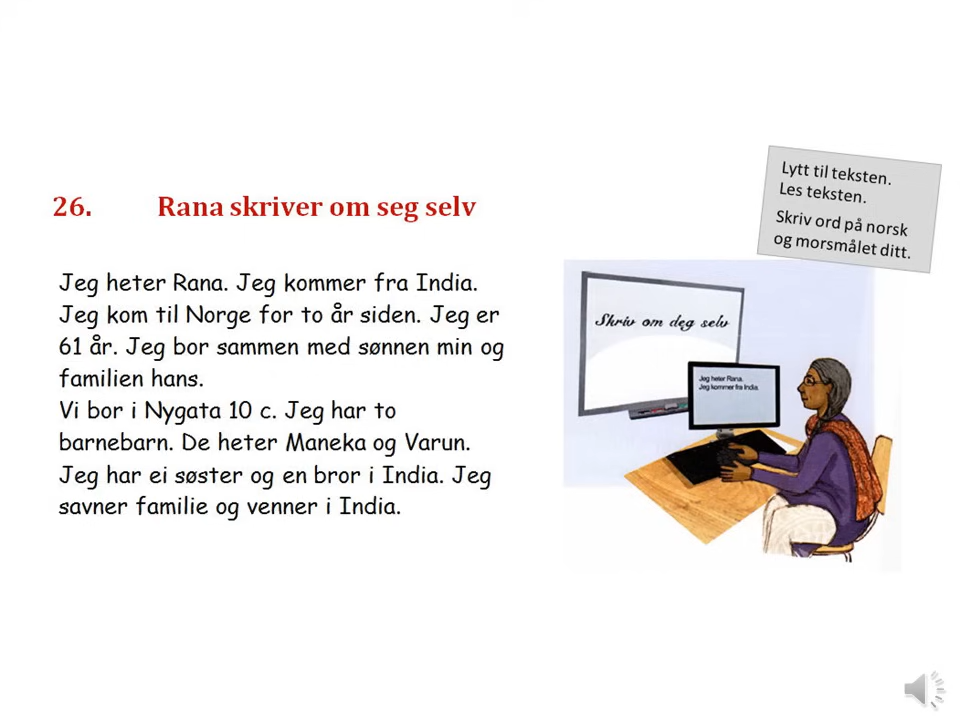 Lytt til teksten.
Les teksten.
Skriv ord på norsk
og morsmålet ditt.
26. Rana skriver om seg selv
Jeg heter Rana. Jeg kommer fra India.
Jeg kom til Norge for to år siden. Jeg er
61 år. Jeg bor sammen med sønnen min og
familien hans.
Vi bor i Nygata 10 c. Jeg har to
barnebarn. De heter Maneka og Varun.
Jeg har ei søster og en bror i India. Jeg
savner familie og venner i India.
Skriv om deg selv
Jeg heter Rana.
Jeg kommer fra India.